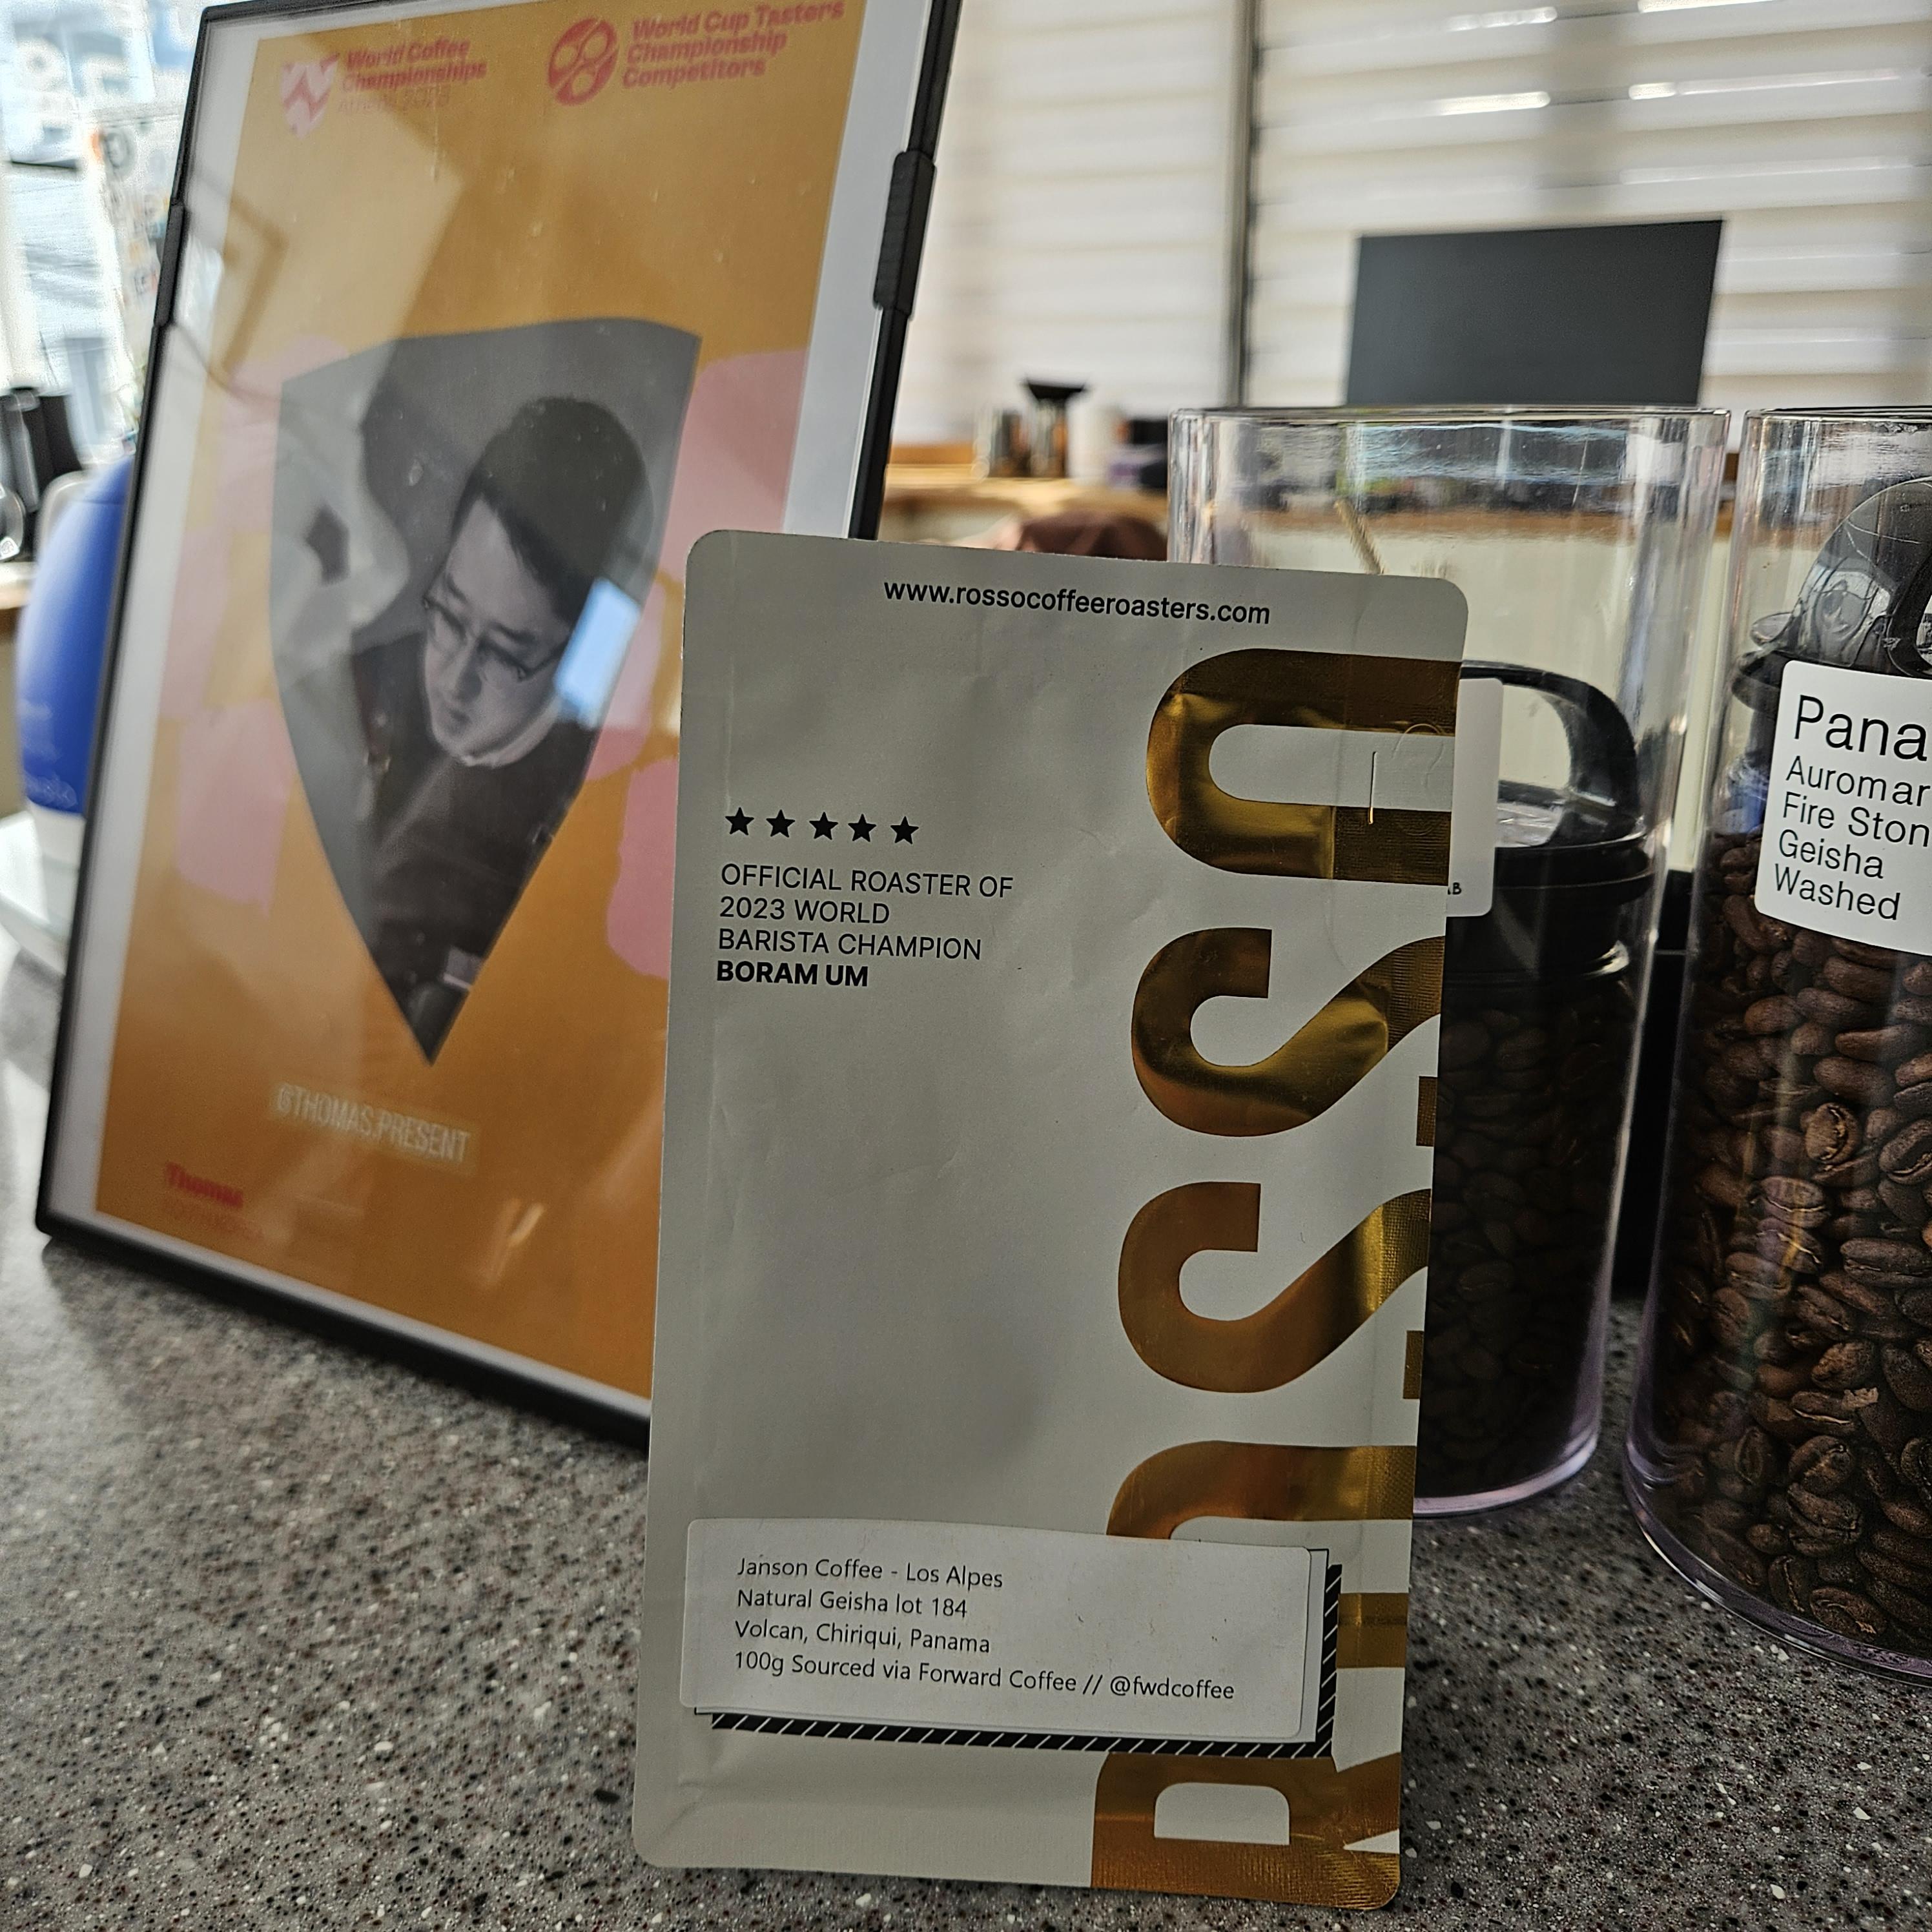 World Coffee
Championships
Athens 2023
World Cup Tasters
Championship
Competitors
@THOMAS.PRESENT
Thomas
www.rossocoffeeroasters.com
OFFICIAL ROASTER OF
2023 WORLD
BARISTA CHAMPION
BORAM UM
ROSSO
Janson Coffee - Los Alpes
Natural Geisha lot 184
Volcan, Chiriqui, Panama
100g Sourced via Forward Coffee // @fwdcoffee
Pana
Auromar
Fire Ston
Geisha
Washed